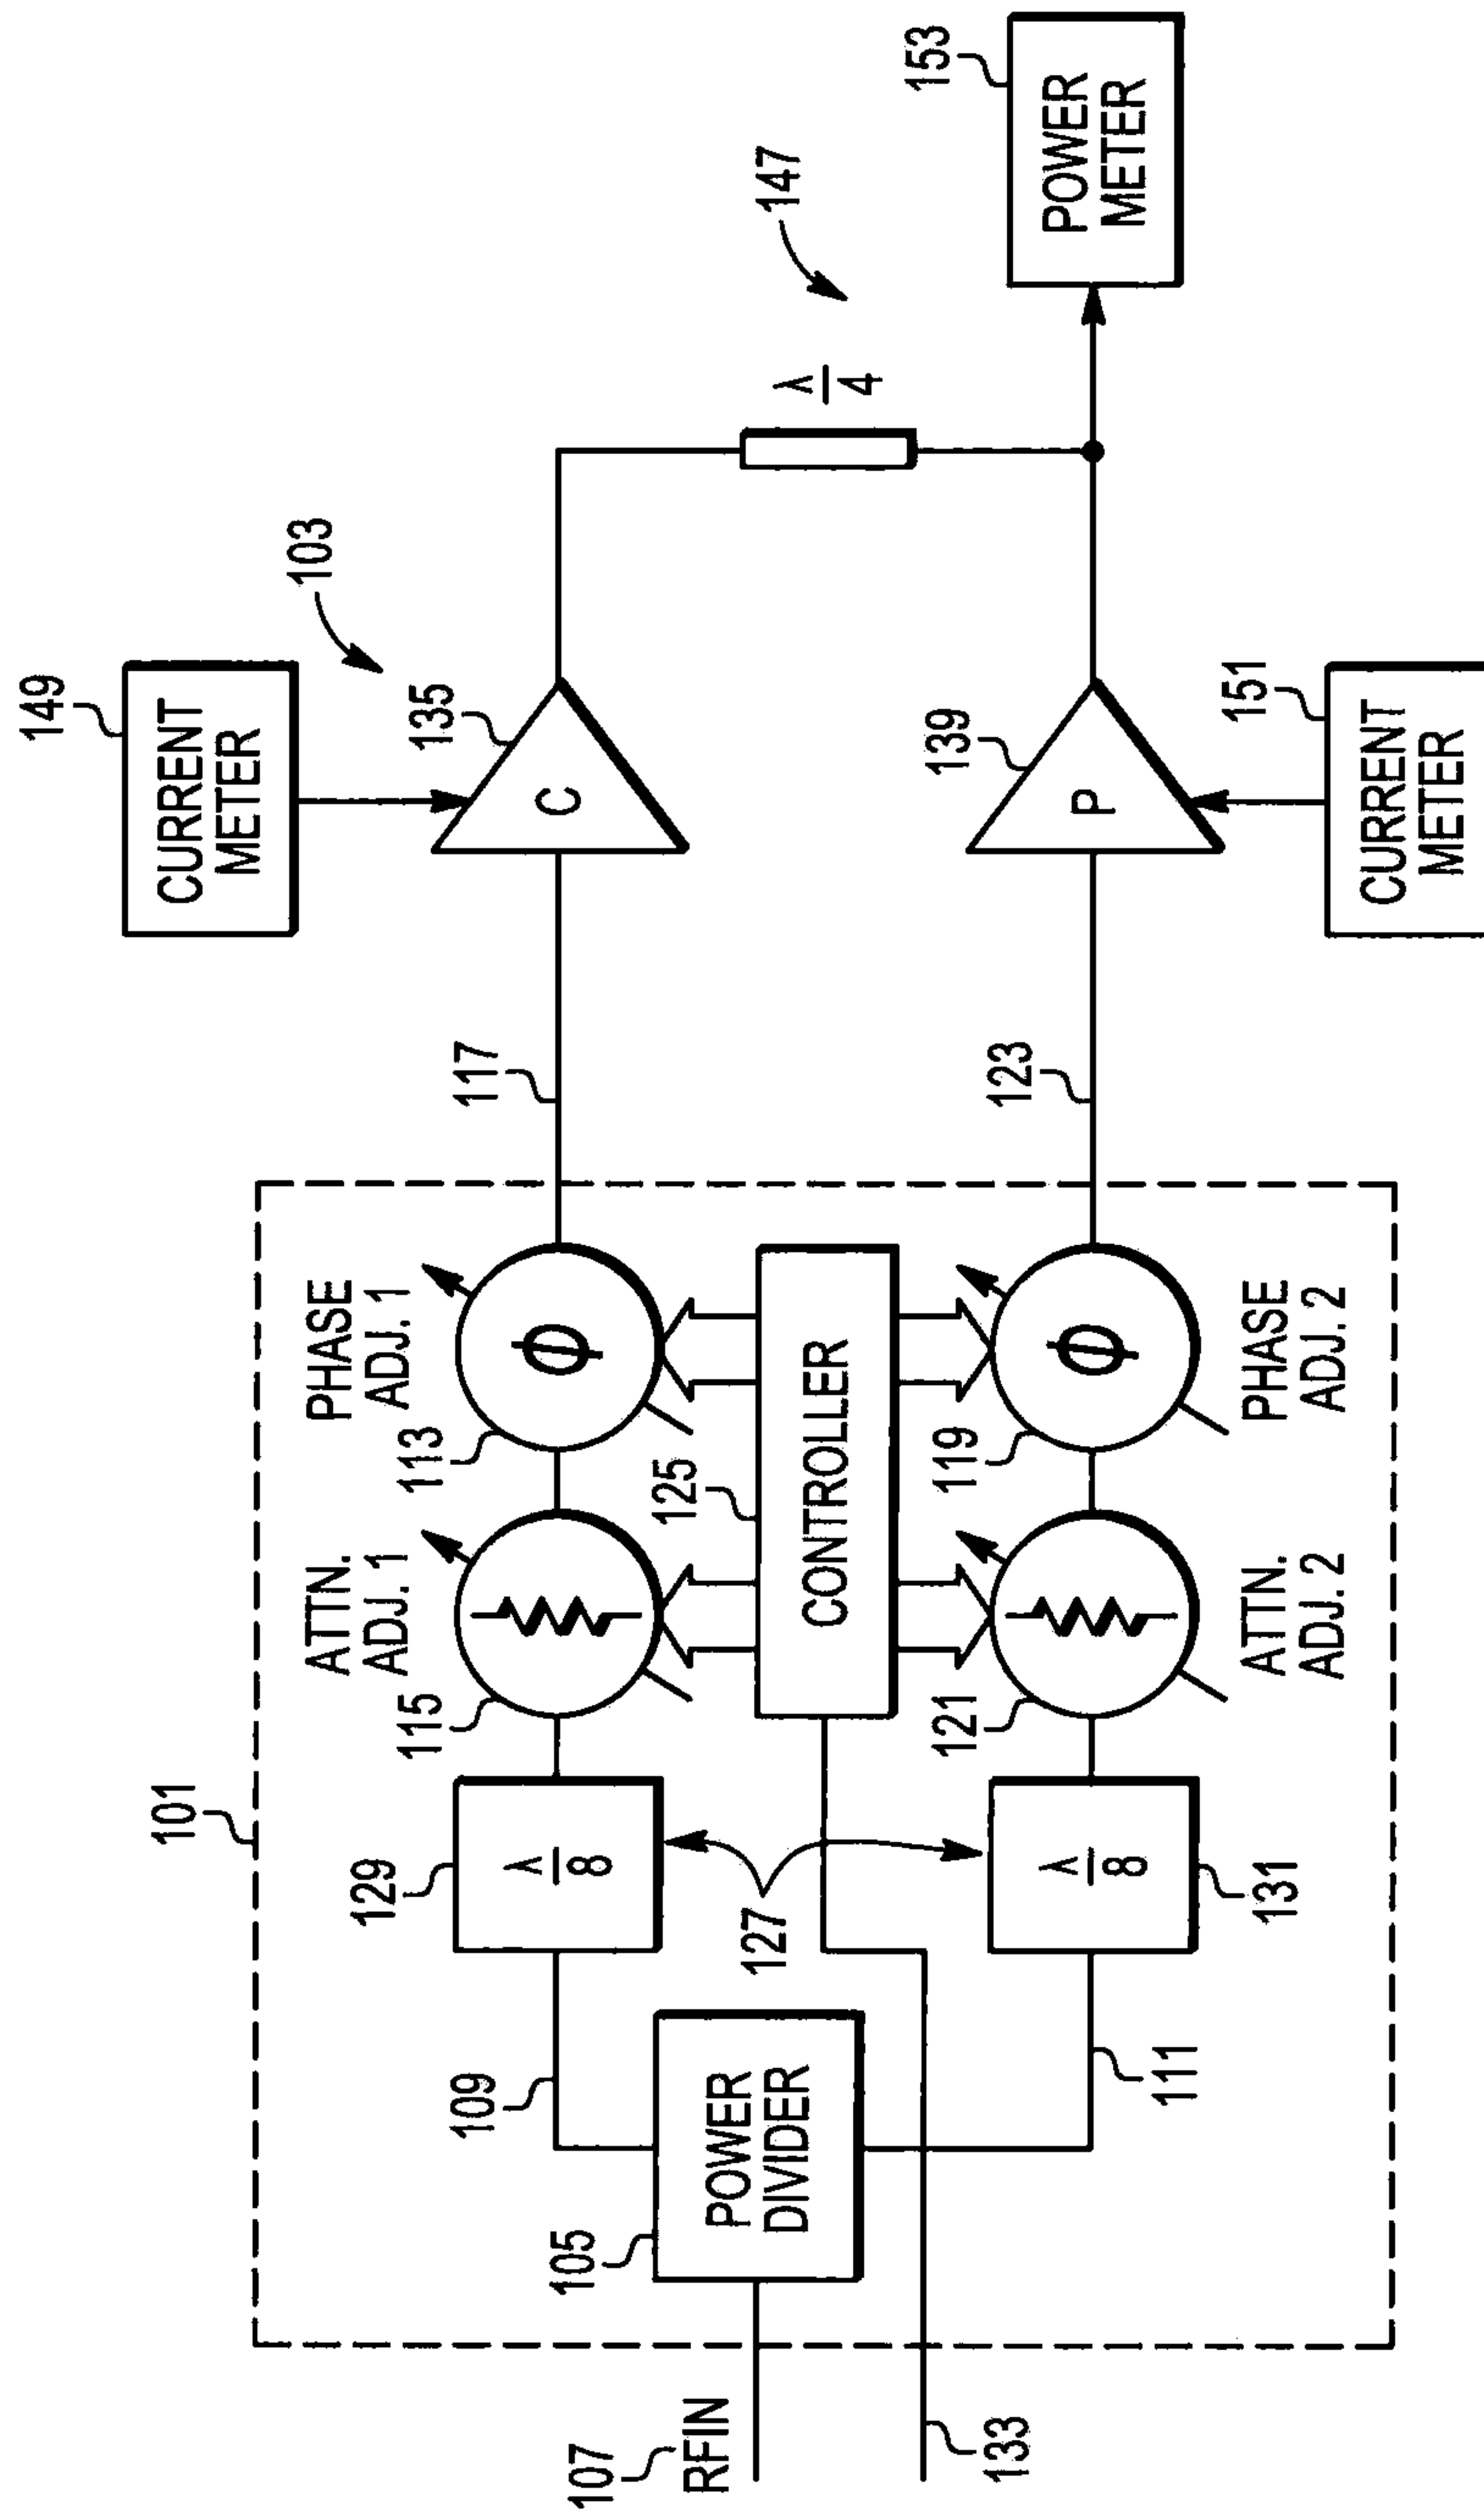 149
CURRENT
METER
103
135
C
147
λ
4
153
POWER
METER
139
P
151
CURRENT
METER
117
123
101
PHASE
ADJ. 1
113
ATTN.
ADJ. 1
115
129
λ
8
109
105
POWER
DIVIDER
107
RFIN
133
127
125
CONTROLLER
Φ
119
Φ
PHASE
ADJ. 2
121
ATTN.
ADJ. 2
λ
8
131
111